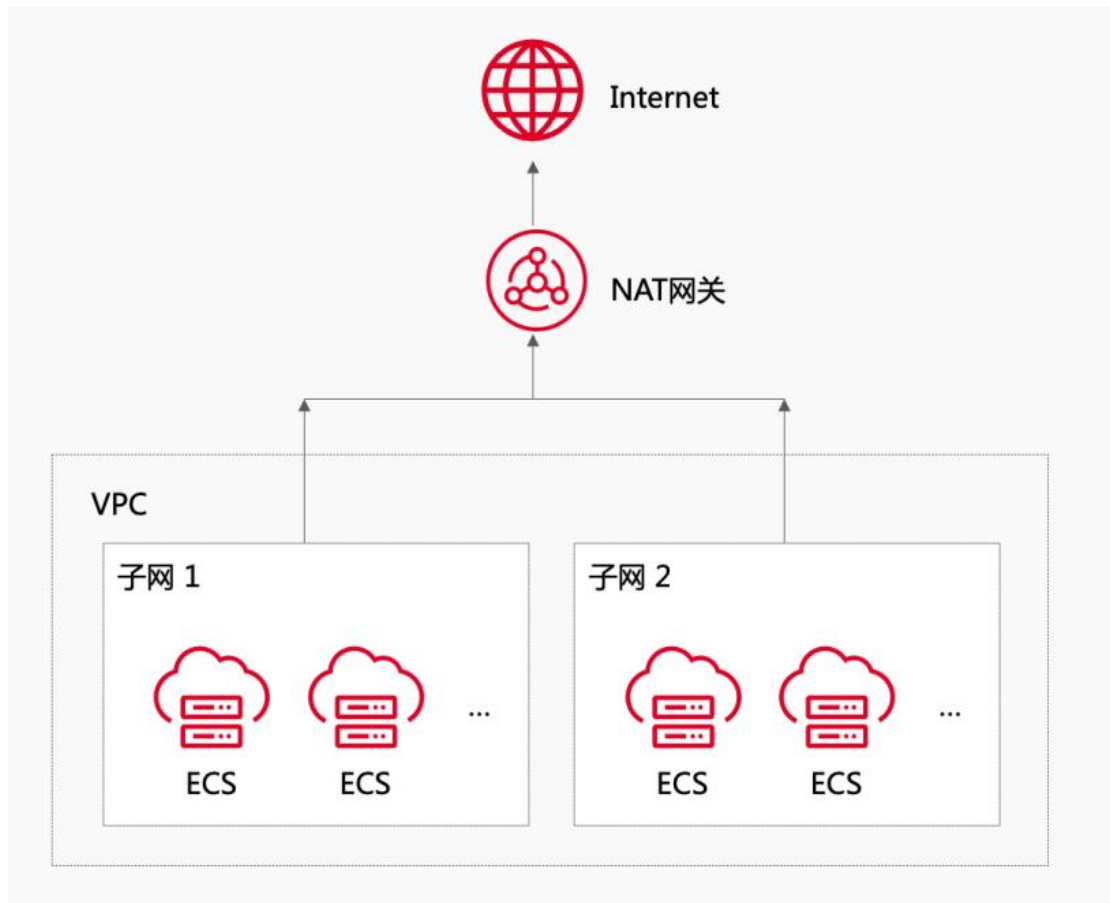 Internet
NAT网关
VPC
子网 1
子网 2
...
...
ECS
ECS
ECS
ECS